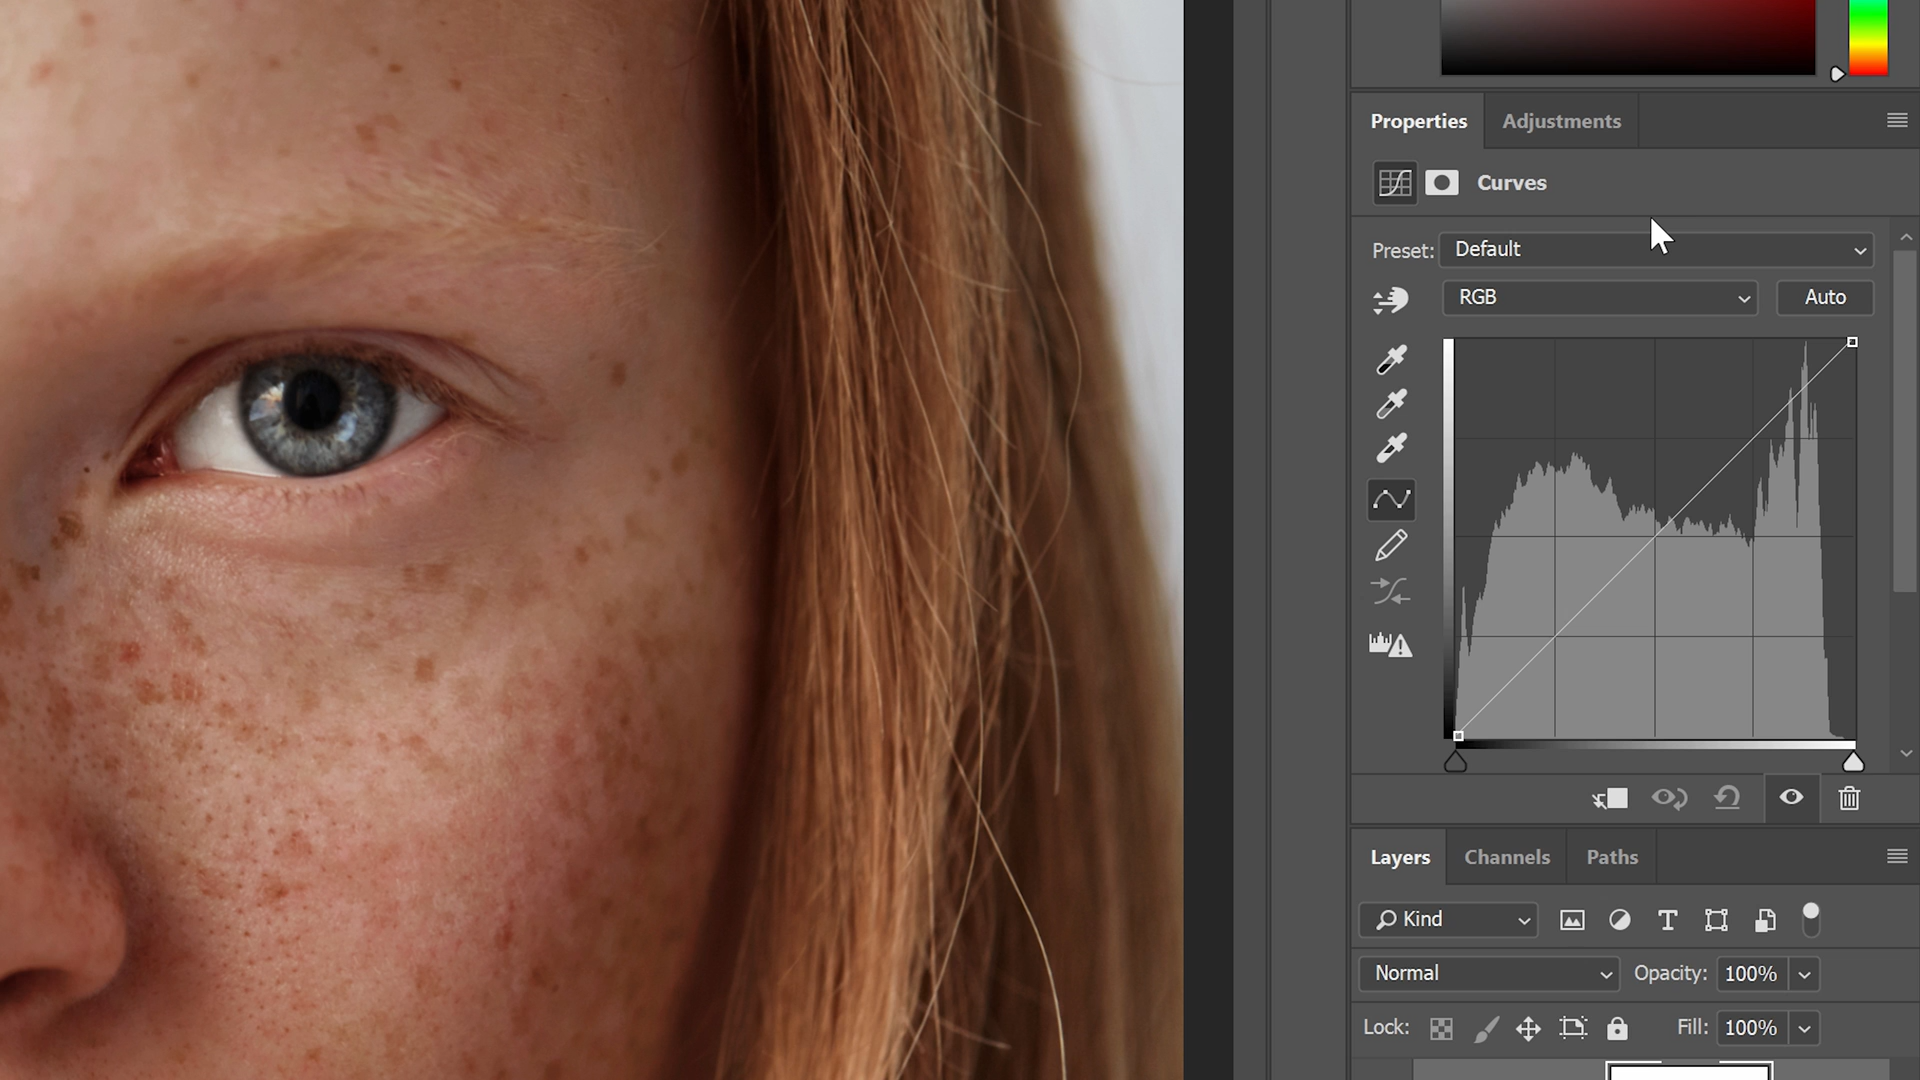 Properties Adjustments
Curves
Preset: Default
RGB Auto
Layers Channels Paths
Kind
Normal Opacity: 100%
Lock: Fill: 100%